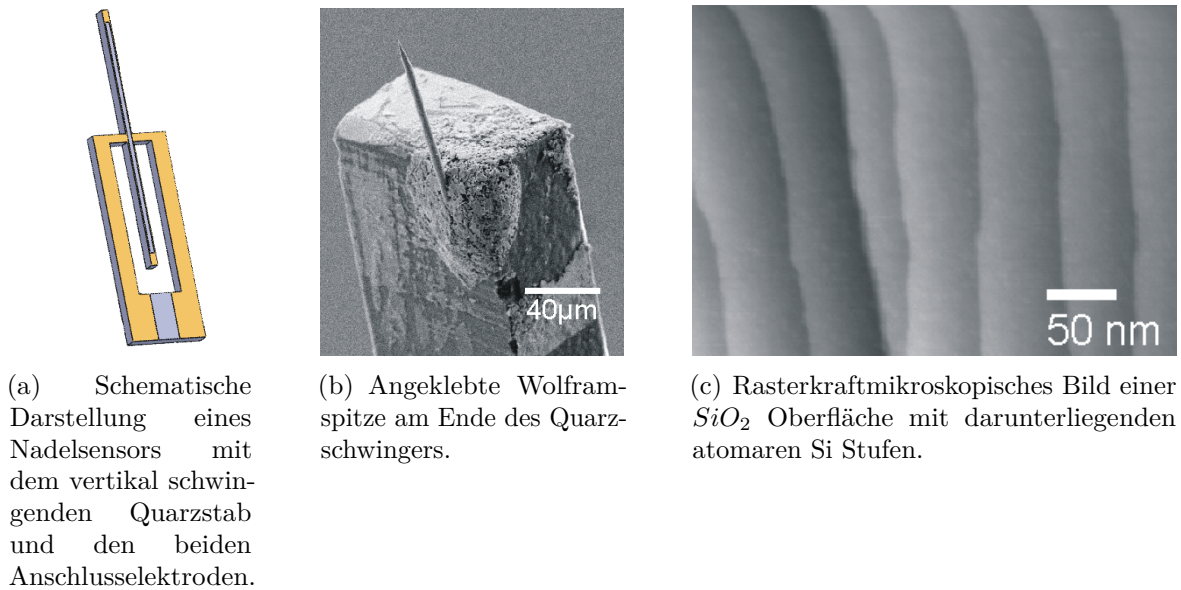 40µm
50 nm
(a) Schematische
Darstellung eines
Nadelsensors mit
dem vertikal schwin-
genden Quarzstab
und den beiden
Anschlusselektroden.
(b) Angeklebte Wolfram-
spitze am Ende des Quarz-
schwingers.
(c) Rasterkraftmikroskopisches Bild einer
SiO₂ Oberfläche mit darunterliegenden
atomaren Si Stufen.